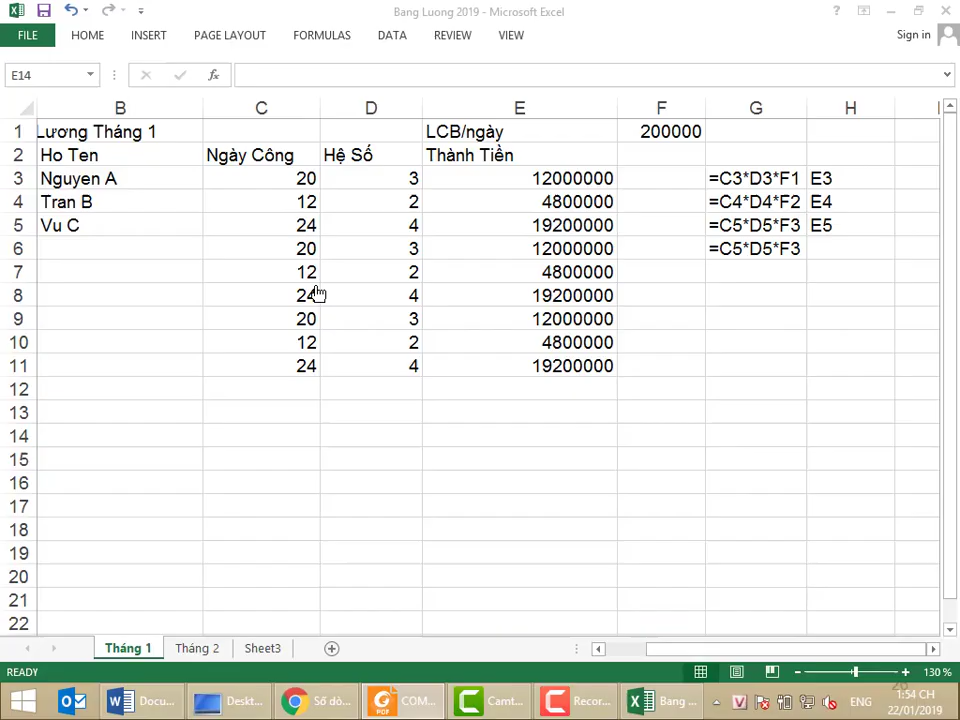 Bang Luong 2019 - Microsoft Excel
FILE HOME INSERT PAGE LAYOUT FORMULAS DATA REVIEW VIEW Sign in
E14 fx
B C D E F G H I
1 Lương Tháng 1 LCB/ngày 200000
2 Ho Ten Ngày Công Hệ Số Thành Tiền
3 Nguyen A 20 3 12000000 =C3*D3*F1 E3
4 Tran B 12 2 4800000 =C4*D4*F2 E4
5 Vu C 24 4 19200000 =C5*D5*F3 E5
6 20 3 12000000 =C5*D5*F3
7 12 2 4800000
8 24 4 19200000
9 20 3 12000000
10 12 2 4800000
11 24 4 19200000
12
13
14
15
16
17
18
19
20
21
22
Tháng 1 Tháng 2 Sheet3
READY 130 %
Docu... Deskt... Số dò... COM... Camt... Recor... Bang ... ENG 1:54 CH
22/01/2019